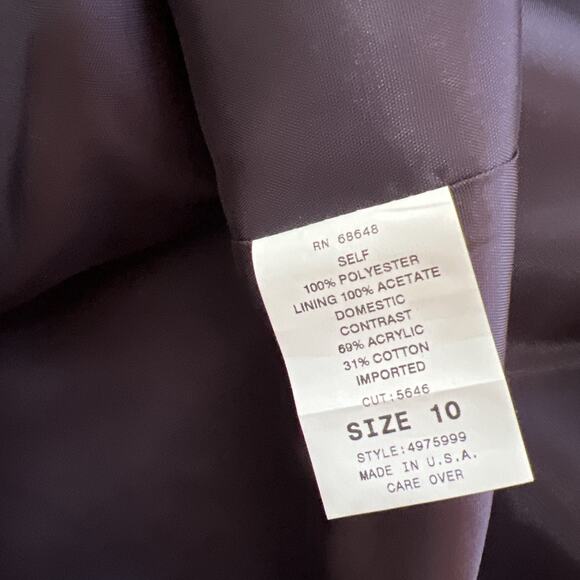 RN 68648
SELF
100% POLYESTER
LINING 100% ACETATE
DOMESTIC
CONTRAST
69% ACRYLIC
31% COTTON
IMPORTED
CUT:5646
SIZE 10
STYLE:4975999
MADE IN U.S.A.
CARE OVER